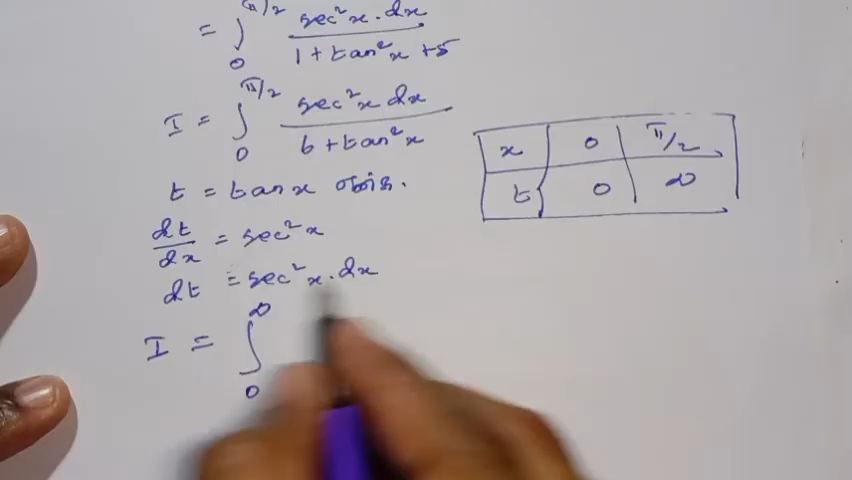 = ∫₀^(π/2) sec²x · dx / 1 + tan²x + 5
I = ∫₀^(π/2) sec²x dx / 6 + tan²x
x 0 π/2
t 0 ∞
t = tan x என்க.
dt/dx = sec²x
dt = sec²x · dx
I = ∫₀^∞